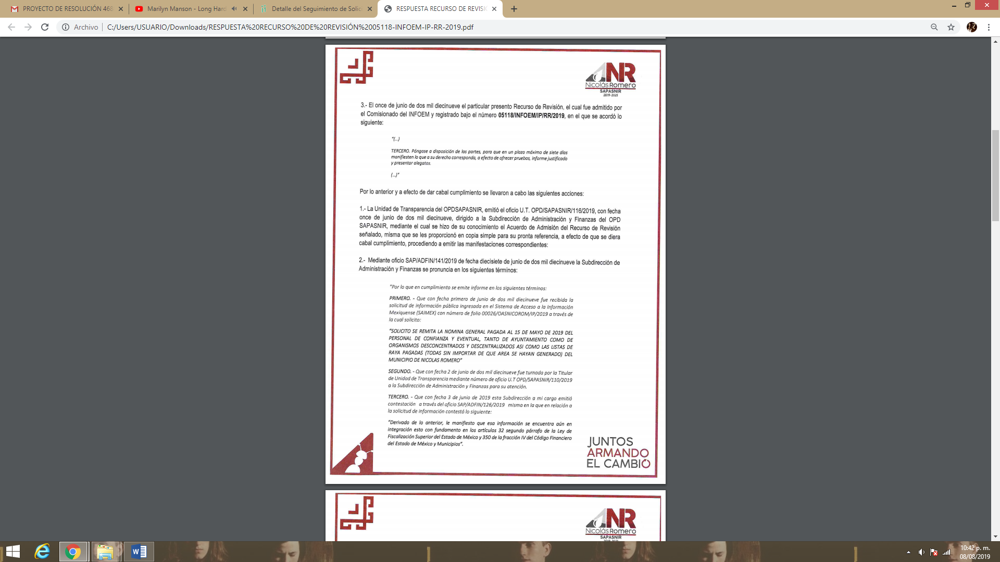 PROYECTO DE RESOLUCIÓN 468
Marilyn Manson - Long Hard
Detalle del Seguimiento de Solic
RESPUESTA RECURSO DE REVISI
Archivo
C:/Users/USUARIO/Downloads/RESPUESTA%20RECURSO%20DE%20REVISIÓN%2005118-INFOEM-IP-RR-2019.pdf
NR
Nicolás Romero
SAPASNIR
2019-2021
3.- El once de junio de dos mil diecinueve el particular presento Recurso de Revisión, el cual fue admitido por
el Comisionado del INFOEM y registrado bajo el número 05118/INFOEM/IP/RR/2019, en el que se acordó lo
siguiente:
"(...)
TERCERO. Póngase a disposición de las partes, para que en un plazo máximo de siete días
manifiesten lo que a su derecho corresponda, a efecto de ofrecer pruebas, informe justificado
y presentar alegatos.
(...)"
Por lo anterior y a efecto de dar cabal cumplimiento se llevaron a cabo las siguientes acciones:
1.- La Unidad de Transparencia del OPDSAPASNIR, emitió el oficio U.T. OPD/SAPASNIR/116/2019, con fecha
once de junio de dos mil diecinueve, dirigido a la Subdirección de Administración y Finanzas del OPD
SAPASNIR, mediante el cual se hizo de su conocimiento el Acuerdo de Admisión del Recurso de Revisión
señalado, misma que se les proporcionó en copia simple para su pronta referencia, a efecto de que se diera
cabal cumplimiento, procediendo a emitir las manifestaciones correspondientes:
2.- Mediante oficio SAP/ADFIN/141/2019 de fecha diecisiete de junio de dos mil diecinueve la Subdirección de
Administración y Finanzas se pronuncia en los siguientes términos:
"Por lo que en cumplimiento se emite informe en los siguientes términos:
PRIMERO. - Que con fecha primero de junio de dos mil diecinueve fue recibida la
solicitud de información pública ingresada en el Sistema de Acceso a la Información
Mexiquense (SAIMEX) con número de folio 00026/OASNICOROM/IP/2019 a través de
la cual solicito:
"SOLICITO SE REMITA LA NOMINA GENERAL PAGADA AL 15 DE MAYO DE 2019 DEL
PERSONAL DE CONFIANZA Y EVENTUAL, TANTO DE AYUNTAMIENTO COMO DE
ORGANISMOS DESCONCENTRADOS Y DESCENTRALIZADOS ASI COMO LAS LISTAS DE
RAYA PAGADAS (TODAS SIN IMPORTAR DE QUE AREA SE HAYAN GENERADO) DEL
MUNICIPIO DE NICOLAS ROMERO"
SEGUNDO. - Que con fecha 2 de junio de dos mil diecinueve fue turnada por la Titular
de Unidad de Transparencia mediante número de oficio U.T OPD/SAPASNIR/110/2019
a la Subdirección de Administración y Finanzas para su atención.
TERCERO. - Que con fecha 3 de junio de 2019 esta Subdirección a mi cargo emitió
contestación a través del oficio SAP/ADFIN/126/2019 misma en la que en relación a
la solicitud de información contestó lo siguiente:
"Derivado de lo anterior, le manifiesto que esa información se encuentra aún en
integración esto con fundamento en los artículos 32 segundo párrafo de la Ley de
Fiscalización Superior del Estado de México y 350 de la fracción IV del Código Financiero
del Estado de México y Municipios".
JUNTOS
ARMANDO
EL CAMBIO
NR
Nicolás Romero
SAPASNIR
2019-2021
10:42 p. m.
08/08/2019